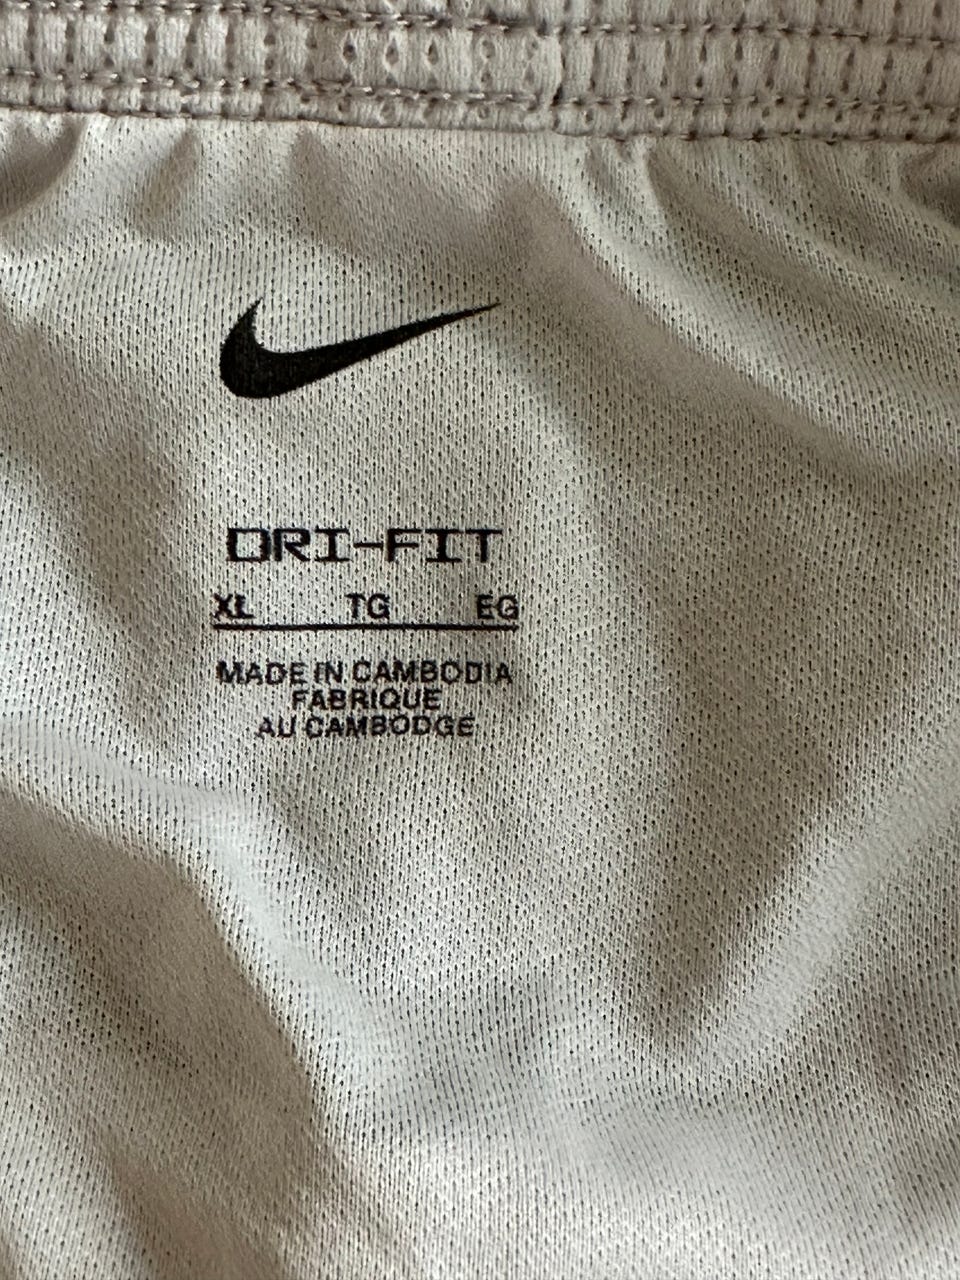 DRI-FIT
XL TG EG
MADE IN CAMBODIA
FABRIQUE
AU CAMBODGE